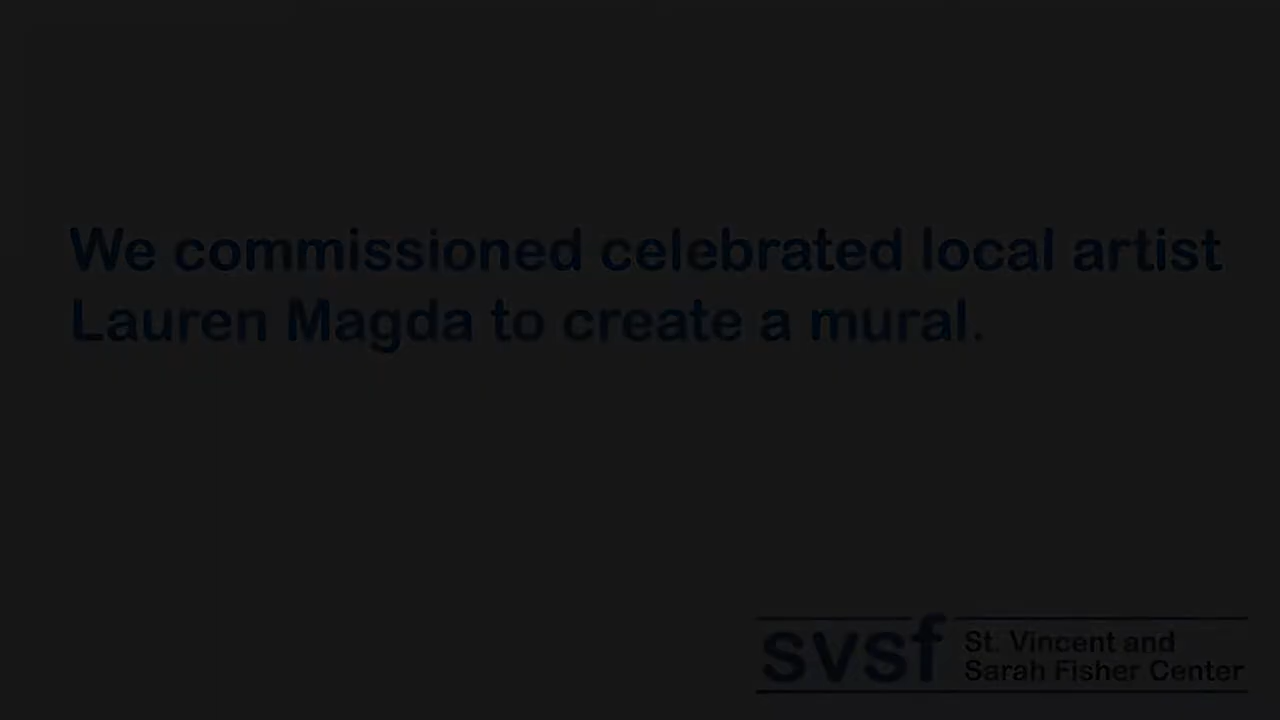 We commissioned celebrated local artist
Lauren Magda to create a mural.
svsf
St. Vincent and
Sarah Fisher Center